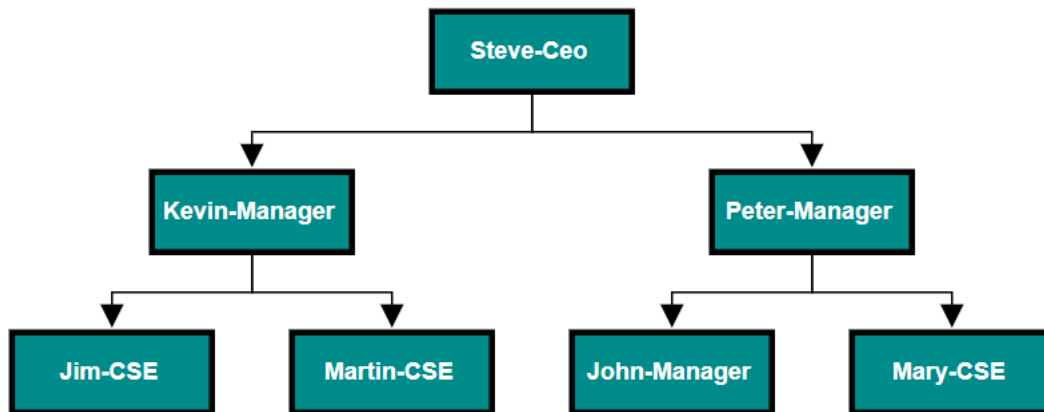 Steve-Ceo
Kevin-Manager
Peter-Manager
Jim-CSE
Martin-CSE
John-Manager
Mary-CSE